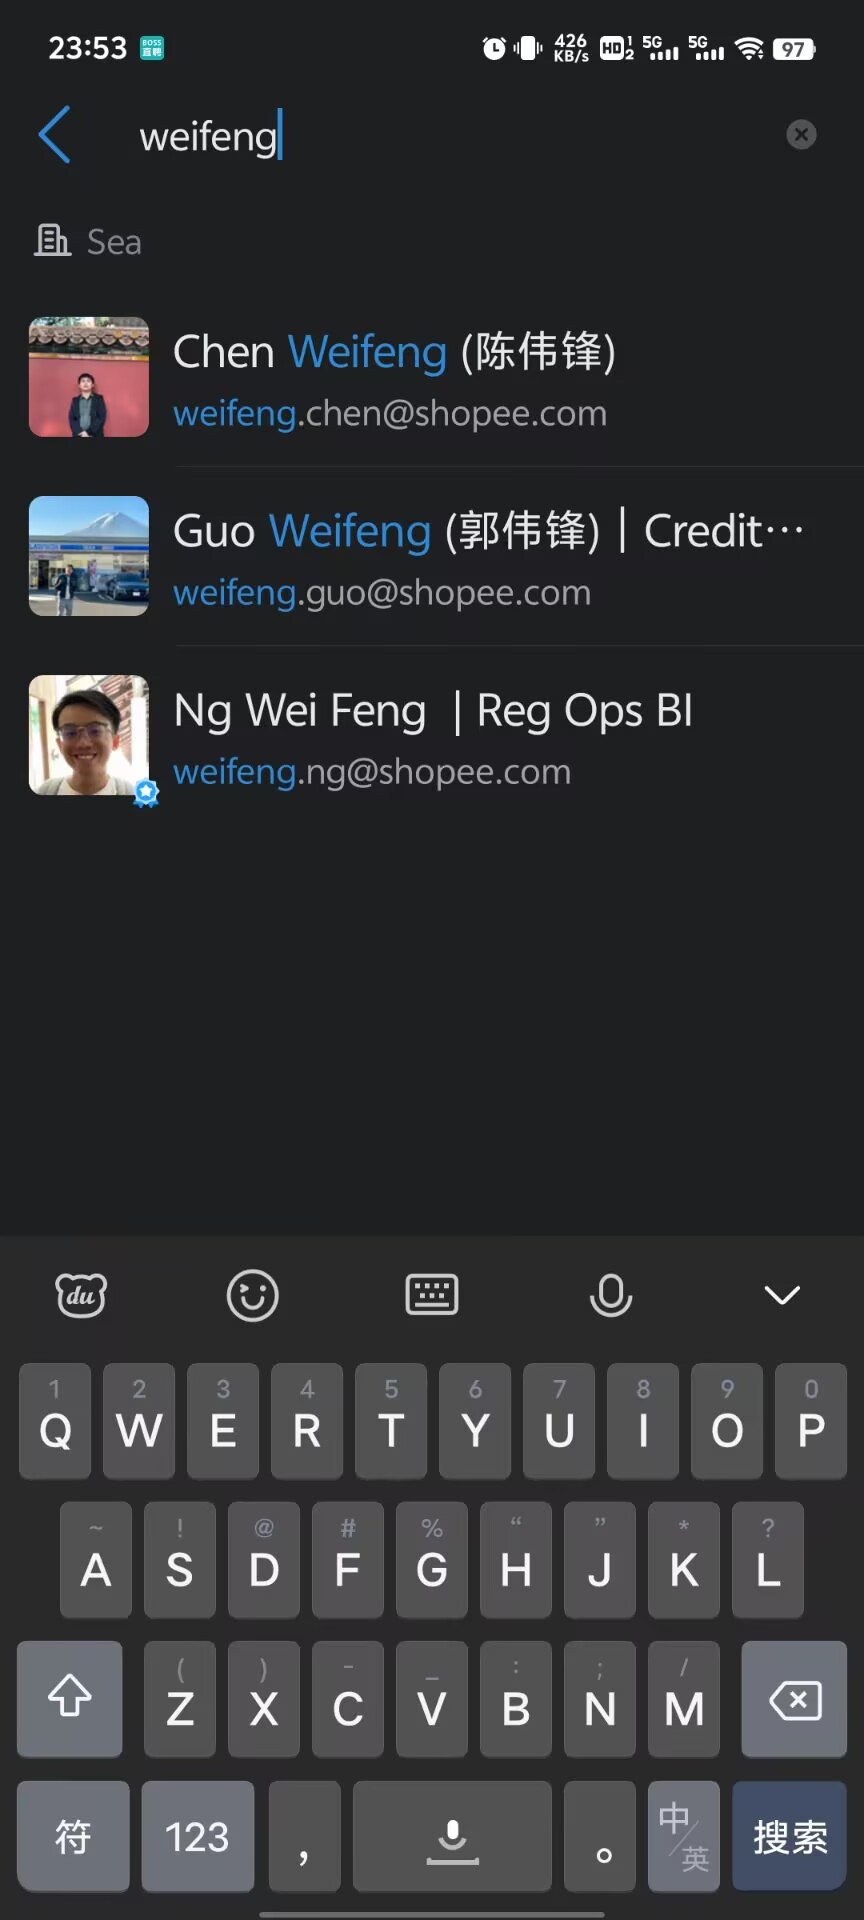 23:53 BOSS直聘 426 KB/s HD 1 2 5G 5G 97
weifeng
Sea
Chen Weifeng (陈伟锋)
weifeng.chen@shopee.com
Guo Weifeng (郭伟锋) | Credit···
weifeng.guo@shopee.com
Ng Wei Feng | Reg Ops BI
weifeng.ng@shopee.com
du
1 2 3 4 5 6 7 8 9 0
Q W E R T Y U I O P
~ ! @ # % “ ” * ?
A S D F G H J K L
( ) - _ : ; /
Z X C V B N M
符 123 , 。 中/英 搜索